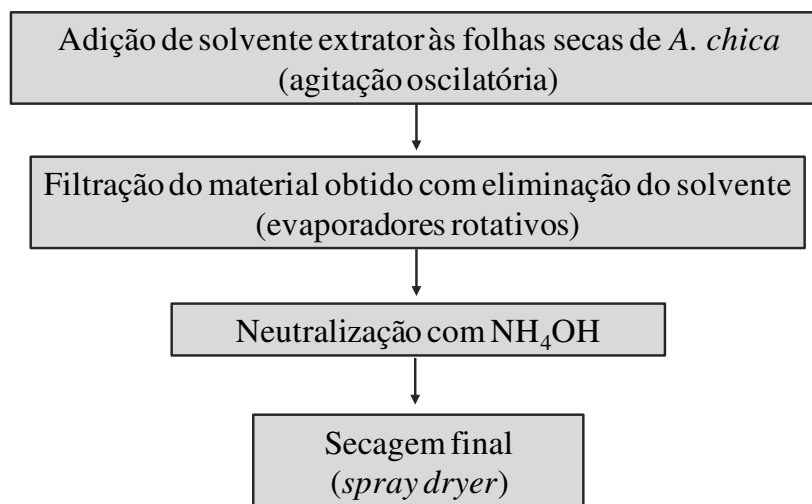 Adição de solvente extrator às folhas secas de A. chica
(agitação oscilatória)
Filtração do material obtido com eliminação do solvente
(evaporadores rotativos)
Neutralização com NH₄OH
Secagem final
(spray dryer)